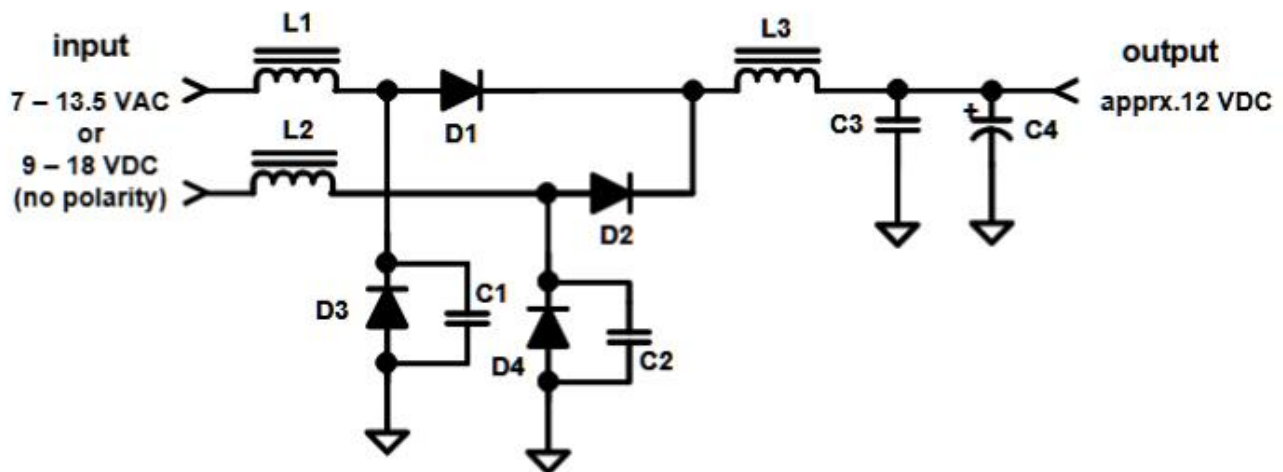 L1
L3
input
output
7 – 13.5 VAC
or
9 – 18 VDC
(no polarity)
L2
D1
C3
+
C4
apprx.12 VDC
D2
D3
C1
D4
C2